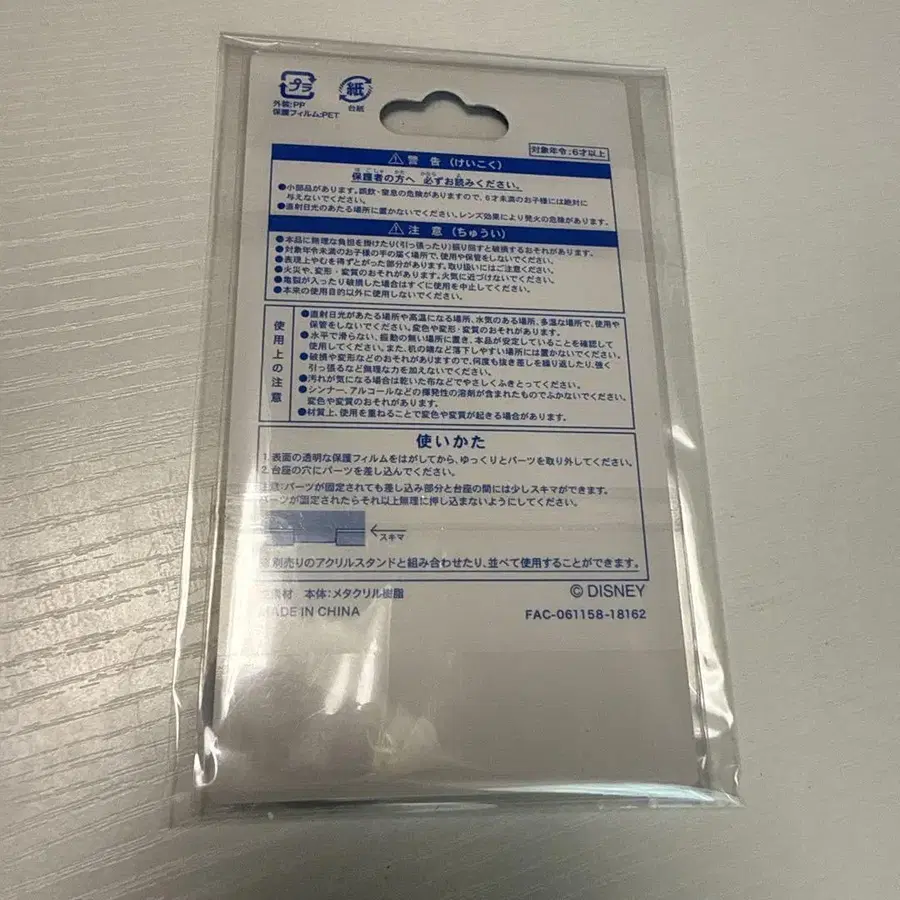 プラ
紙
外装:PP
台紙
保護フィルム:PET
対象年令:6才以上
警告(けいこく)
保護者の方へ 必ずお読みください。
●小部品があります。誤飲・窒息の危険がありますので、6才未満のお子様には絶対に
与えないでください。
●直射日光のあたる場所に置かないでください。レンズ効果により発火の危険があります。
注意(ちゅうい)
●本品に無理な負担を掛けたり(引っ張ったり)振り回すと破損するおそれがあります。
●対象年令未満のお子様の手の届く場所で、使用や保管をしないでください。
●表現上やむを得ずとがった部分があります。取り扱いにはご注意ください。
●火災や、変形・変質のおそれがあります。火気に近づけないでください。
●亀裂が入ったり破損した場合はすぐに使用を中止してください。
●本来の使用目的以外に使用しないでください。
使用上の注意
●直射日光があたる場所や高温になる場所、水気のある場所、多湿な場所で、使用や
保管をしないでください。変色や変形・変質のおそれがあります。
●水平で滑らない、振動の無い場所に置き、本品が安定していることを確認して
使用してください。また、机の端など落下しやすい場所には置かないでください。
●破損や変形などのおそれがありますので、何度も抜き差しを繰り返したり、強く
引っ張るなど無理な力を加えないでください。
●汚れが気になる場合は乾いた布などでやさしくふきとってください。
●シンナー、アルコールなどの揮発性の溶剤が含まれたものでふかないでください。
変色や変質のおそれがあります。
●材質上、使用を重ねることで変色や変質が起きる場合があります。
使いかた
1.表面の透明な保護フィルムをはがしてから、ゆっくりとパーツを取り外してください。
2.台座の穴にパーツを差し込んでください。
注意:パーツが固定されても差し込み部分と台座の間には少しスキマができます。
パーツが固定されたらそれ以上無理に押し込まないようにしてください。
スキマ
別売りのアクリルスタンドと組み合わせたり、並べて使用することができます。
© DISNEY
素材 本体:メタクリル樹脂
MADE IN CHINA
FAC-061158-18162